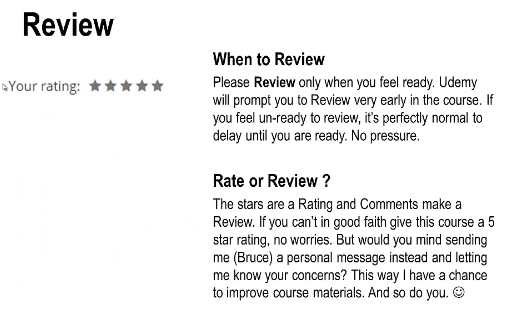 Review
Your rating: ★★★★★
When to Review
Please Review only when you feel ready. Udemy
will prompt you to Review very early in the course. If
you feel un-ready to review, it's perfectly normal to
delay until you are ready. No pressure.
Rate or Review ?
The stars are a Rating and Comments make a
Review. If you can't in good faith give this course a 5
star rating, no worries. But would you mind sending
me (Bruce) a personal message instead and letting
me know your concerns? This way I have a chance
to improve course materials. And so do you. ☺